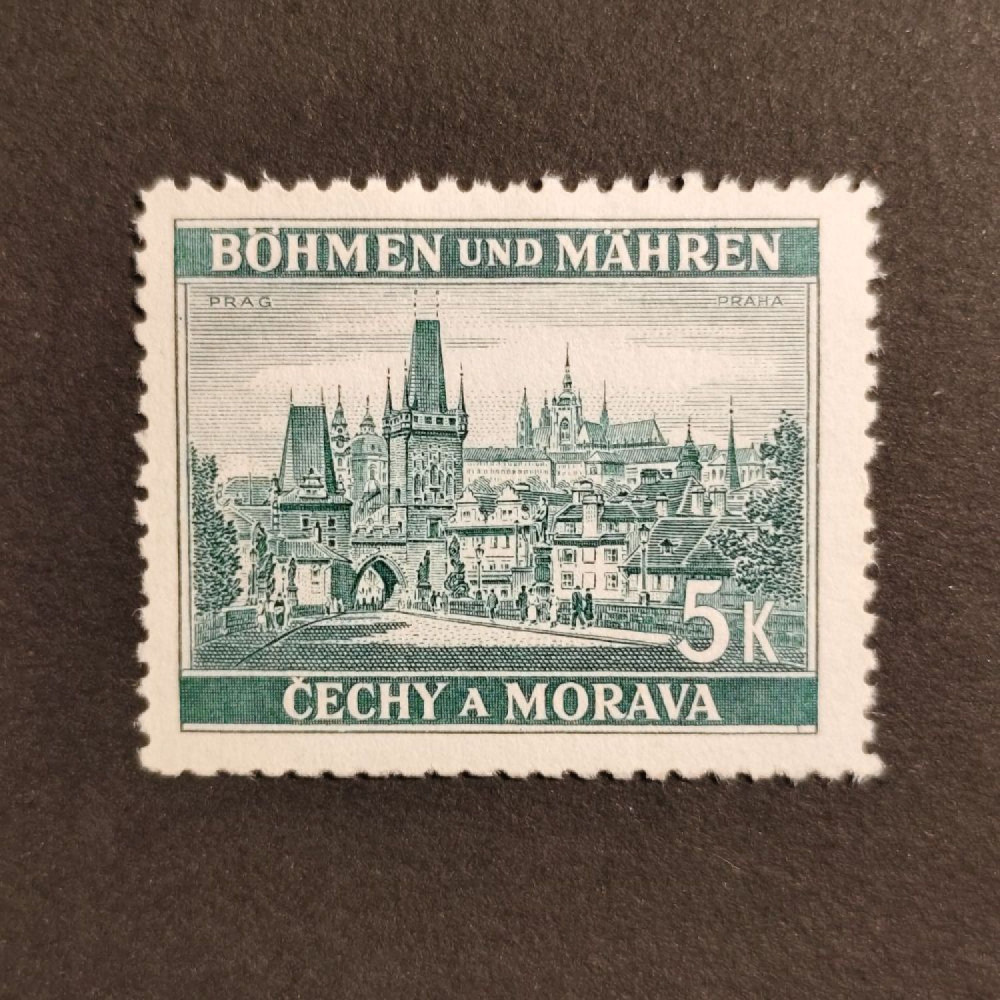 BÖHMEN UND MÄHREN
PRAG PRAHA
5K
ČECHY A MORAVA